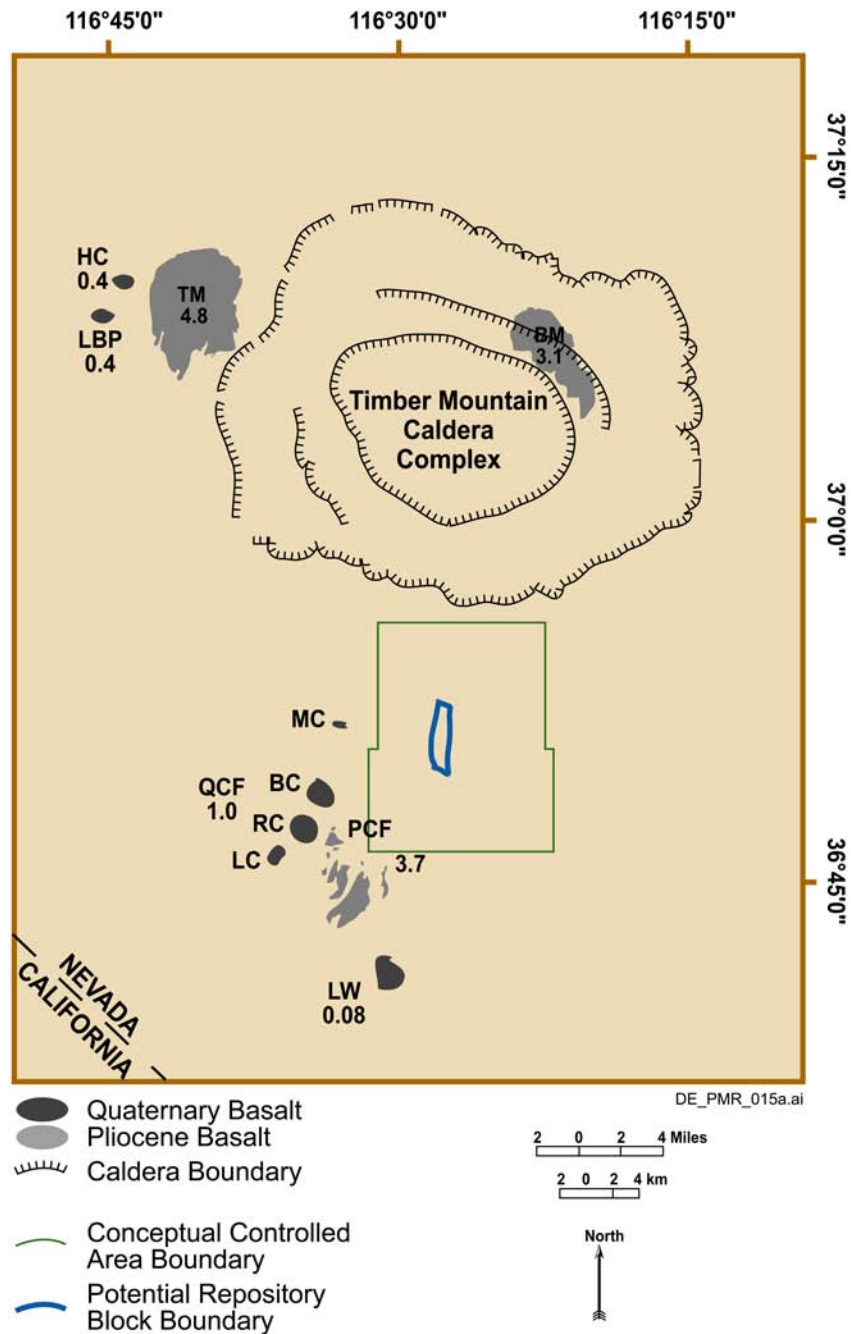 116°45'0" 116°30'0" 116°15'0"
37°15'0"
HC
0.4
TM
4.8
LBP
0.4
BM
3.1
Timber Mountain
Caldera
Complex
37°0'0"
MC
QCF
1.0
BC
RC
PCF
LC
3.7
36°45'0"
LW
0.08
NEVADA
CALIFORNIA
DE_PMR_015a.ai
Quaternary Basalt
Pliocene Basalt
Caldera Boundary
Conceptual Controlled
Area Boundary
Potential Repository
Block Boundary
2 0 2 4 Miles
2 0 2 4 km
North